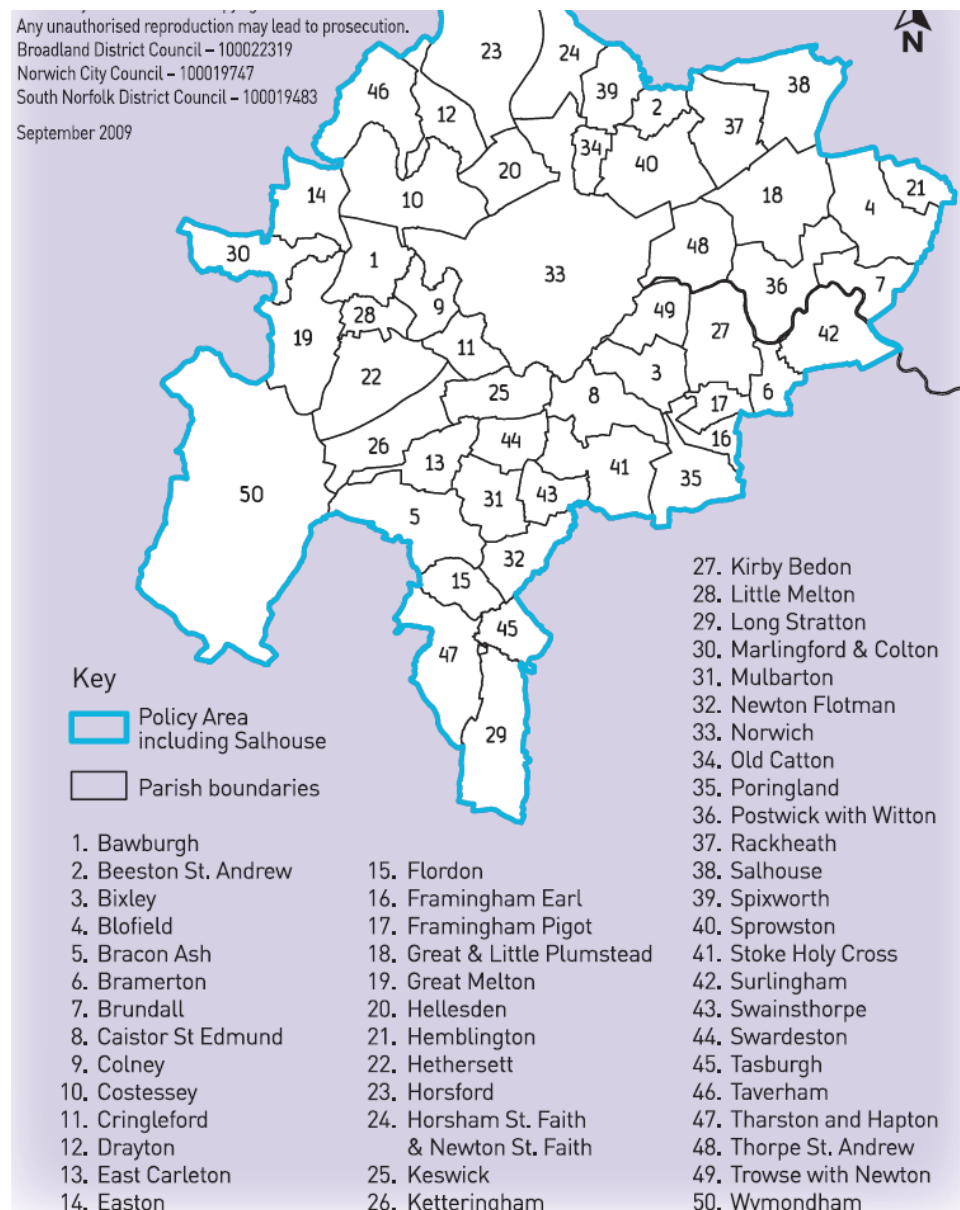 Any unauthorised reproduction may lead to prosecution.
Broadland District Council – 100022319
Norwich City Council – 100019747
South Norfolk District Council – 100019483
September 2009
N
23
24
38
46
39
2
12
37
34
40
20
14
10
18
21
4
30
48
1
33
36
7
9
49
28
27
42
19
11
3
22
25
8
17
6
26
44
16
13
41
35
50
31
43
5
32
15
45
47
29
Key
Policy Area
including Salhouse
Parish boundaries
1. Bawburgh
2. Beeston St. Andrew
3. Bixley
4. Blofield
5. Bracon Ash
6. Bramerton
7. Brundall
8. Caistor St Edmund
9. Colney
10. Costessey
11. Cringleford
12. Drayton
13. East Carleton
14. Easton
15. Flordon
16. Framingham Earl
17. Framingham Pigot
18. Great & Little Plumstead
19. Great Melton
20. Hellesden
21. Hemblington
22. Hethersett
23. Horsford
24. Horsham St. Faith
& Newton St. Faith
25. Keswick
26. Ketteringham
27. Kirby Bedon
28. Little Melton
29. Long Stratton
30. Marlingford & Colton
31. Mulbarton
32. Newton Flotman
33. Norwich
34. Old Catton
35. Poringland
36. Postwick with Witton
37. Rackheath
38. Salhouse
39. Spixworth
40. Sprowston
41. Stoke Holy Cross
42. Surlingham
43. Swainsthorpe
44. Swardeston
45. Tasburgh
46. Taverham
47. Tharston and Hapton
48. Thorpe St. Andrew
49. Trowse with Newton
50. Wymondham